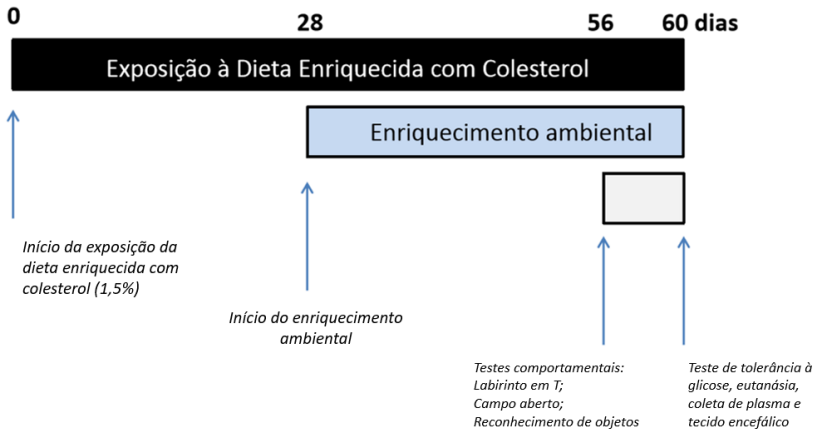 0
28
56
60 dias
Exposição à Dieta Enriquecida com Colesterol
Enriquecimento ambiental
Início da exposição da
dieta enriquecida com
colesterol (1,5%)
Início do enriquecimento
ambiental
Testes comportamentais:
Labirinto em T;
Campo aberto;
Reconhecimento de objetos
Teste de tolerância à
glicose, eutanásia,
coleta de plasma e
tecido encefálico